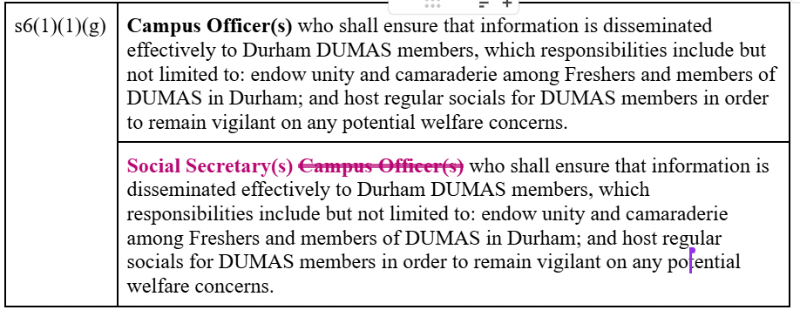 s6(1)(1)(g) Campus Officer(s) who shall ensure that information is disseminated
effectively to Durham DUMAS members, which responsibilities include but
not limited to: endow unity and camaraderie among Freshers and members of
DUMAS in Durham; and host regular socials for DUMAS members in order
to remain vigilant on any potential welfare concerns.
Social Secretary(s) Campus Officer(s) who shall ensure that information is
disseminated effectively to Durham DUMAS members, which
responsibilities include but not limited to: endow unity and camaraderie
among Freshers and members of DUMAS in Durham; and host regular
socials for DUMAS members in order to remain vigilant on any potential
welfare concerns.